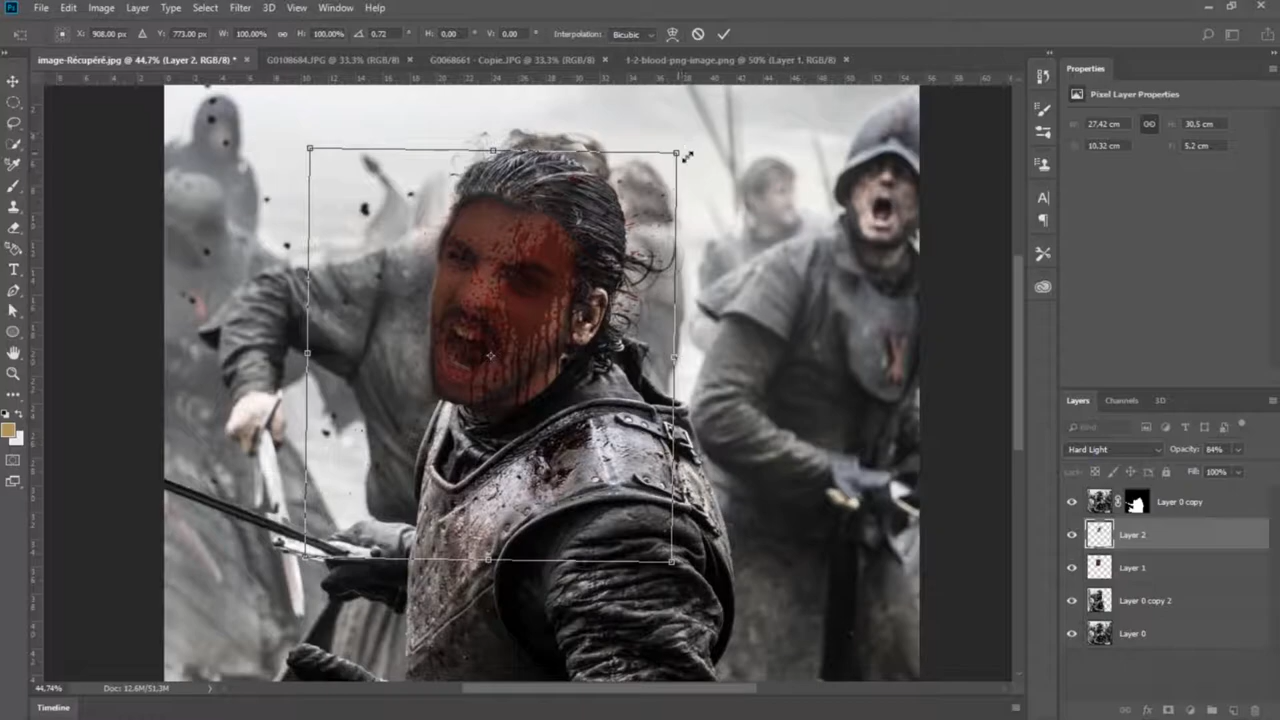 Ps File Edit Image Layer Type Select Filter 3D View Window Help
X: 908.00 px Y: 773.00 px W: 100.00% H: 100.00% 0.72 ° H: 0.00 ° V: 0.00 ° Interpolation: Bicubic
image-Récupéré.jpg @ 44,7% (Layer 2, RGB/8) * × G0108684.JPG @ 33,3% (RGB/8) × G0068661 - Copie.JPG @ 33,3% (RGB/8) × 1-2-blood-png-image.png @ 50% (Layer 1, RGB/8) ×
Properties
Pixel Layer Properties
W: 27.42 cm H: 30.5 cm
X: 10.32 cm Y: 5.2 cm
Layers Channels 3D
Kind
Hard Light Opacity: 84%
Lock: Fill: 100%
Layer 0 copy
Layer 2
Layer 1
Layer 0 copy 2
Layer 0
44,74% Doc: 12.6M/51.3M
Timeline